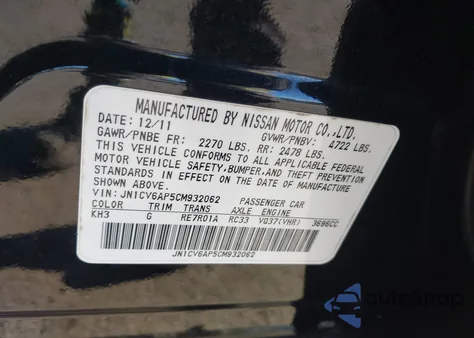 MANUFACTURED BY NISSAN MOTOR CO.,LTD.
DATE: 12/11 GVWR/PNBV: 4722 LBS.
GAWR/PNBE FR: 2270 LBS. RR: 2478 LBS.
THIS VEHICLE CONFORMS TO ALL APPLICABLE FEDERAL
MOTOR VEHICLE SAFETY, BUMPER, AND THEFT PREVENTION
STANDARDS IN EFFECT ON THE DATE OF MANUFACTURE
SHOWN ABOVE.
VIN: JN1CV6AP5CM932062 PASSENGER CAR
COLOR TRIM TRANS AXLE ENGINE
KH3 G RE7R01A RC33 VQ37(VHR) 3696CC
JN1CV6AP5CM932062
autoSnap